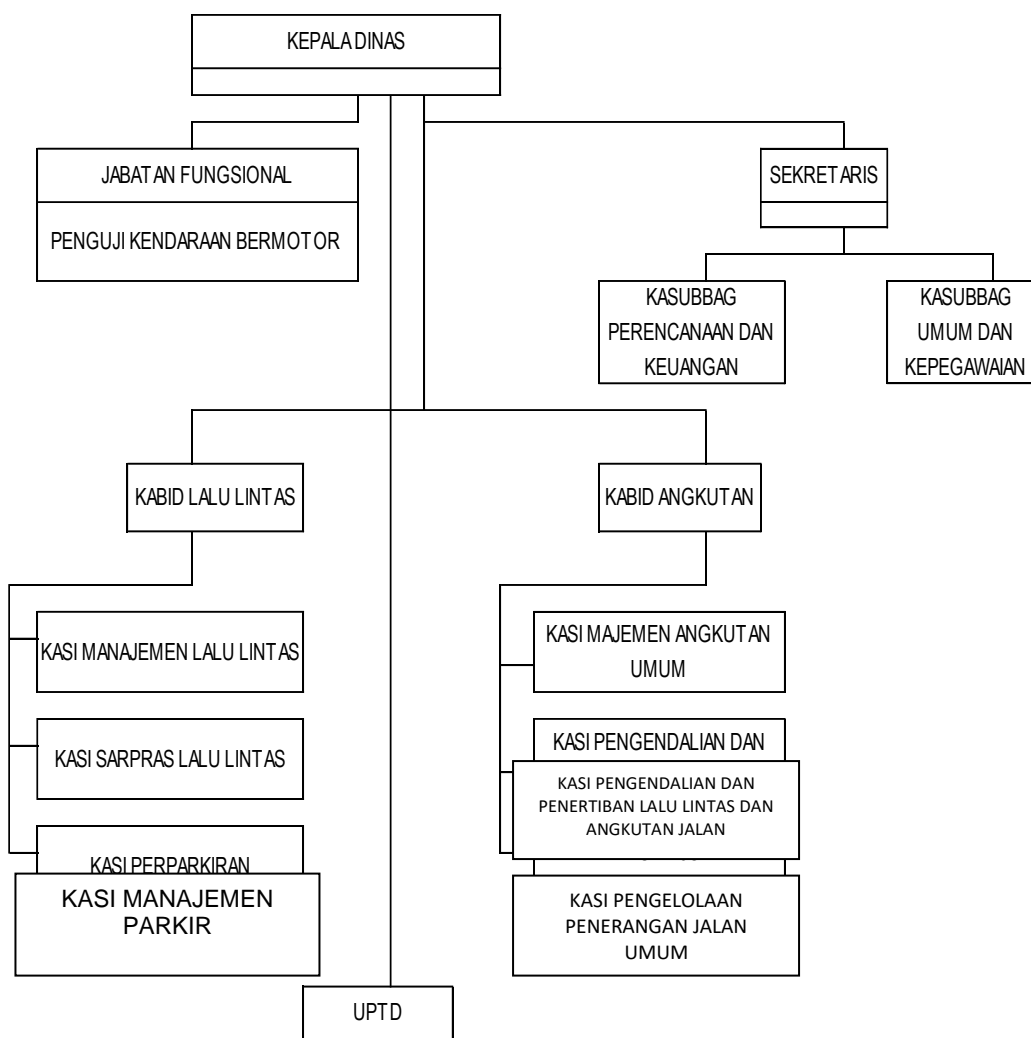 KEPALA DINAS
JABATAN FUNGSIONAL
PENGUJI KENDARAAN BERMOTOR
SEKRETARIS
KASUBBAG
PERENCANAAN DAN
KEUANGAN
KASUBBAG
UMUM DAN
KEPEGAWAIAN
KABID LALU LINTAS
KABID ANGKUTAN
KASI MANAJEMEN LALU LINTAS
KASI SARPRAS LALU LINTAS
KASI PERPARKIRAN
KASI MANAJEMEN
PARKIR
KASI MAJEMEN ANGKUTAN
UMUM
KASI PENGENDALIAN DAN
KASI PENGENDALIAN DAN
PENERTIBAN LALU LINTAS DAN
ANGKUTAN JALAN
KASI PENGELOLAAN
PENERANGAN JALAN
UMUM
UPTD